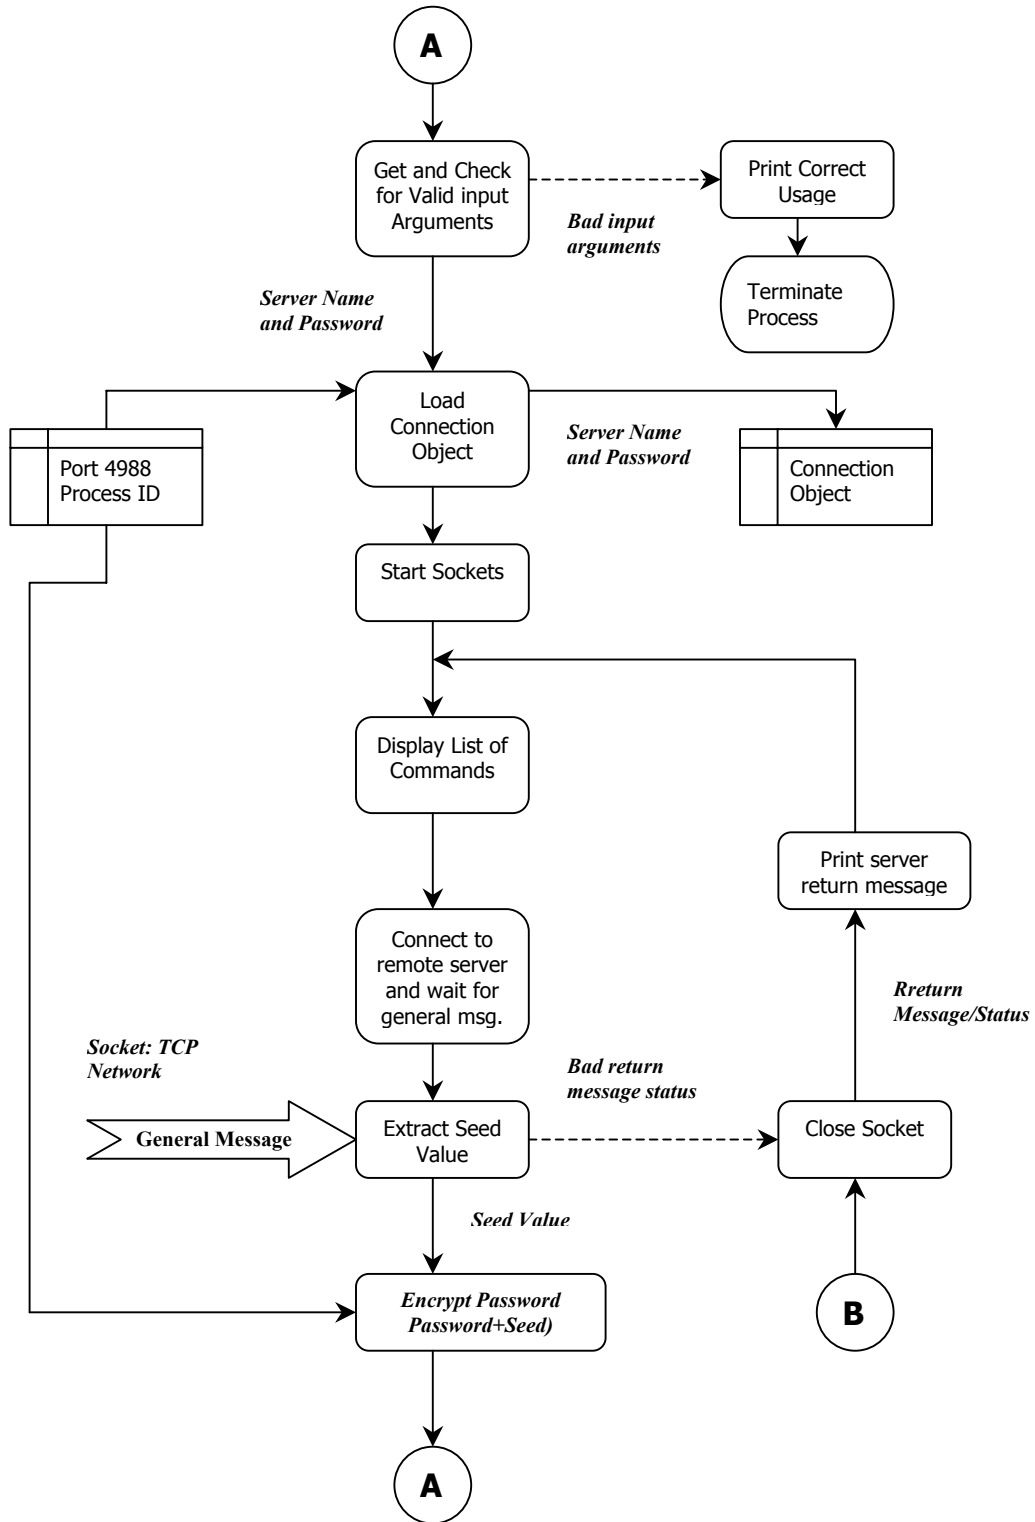 A
Get and Check
for Valid input
Arguments
Print Correct
Usage
Bad input
arguments
Terminate
Process
Server Name
and Password
Load
Connection
Object
Server Name
and Password
Port 4988
Process ID
Connection
Object
Start Sockets
Display List of
Commands
Print server
return message
Connect to
remote server
and wait for
general msg.
Rreturn
Message/Status
Socket: TCP
Network
Bad return
message status
General Message
Extract Seed
Value
Close Socket
Seed Value
Encrypt Password
Password+Seed)
B
A